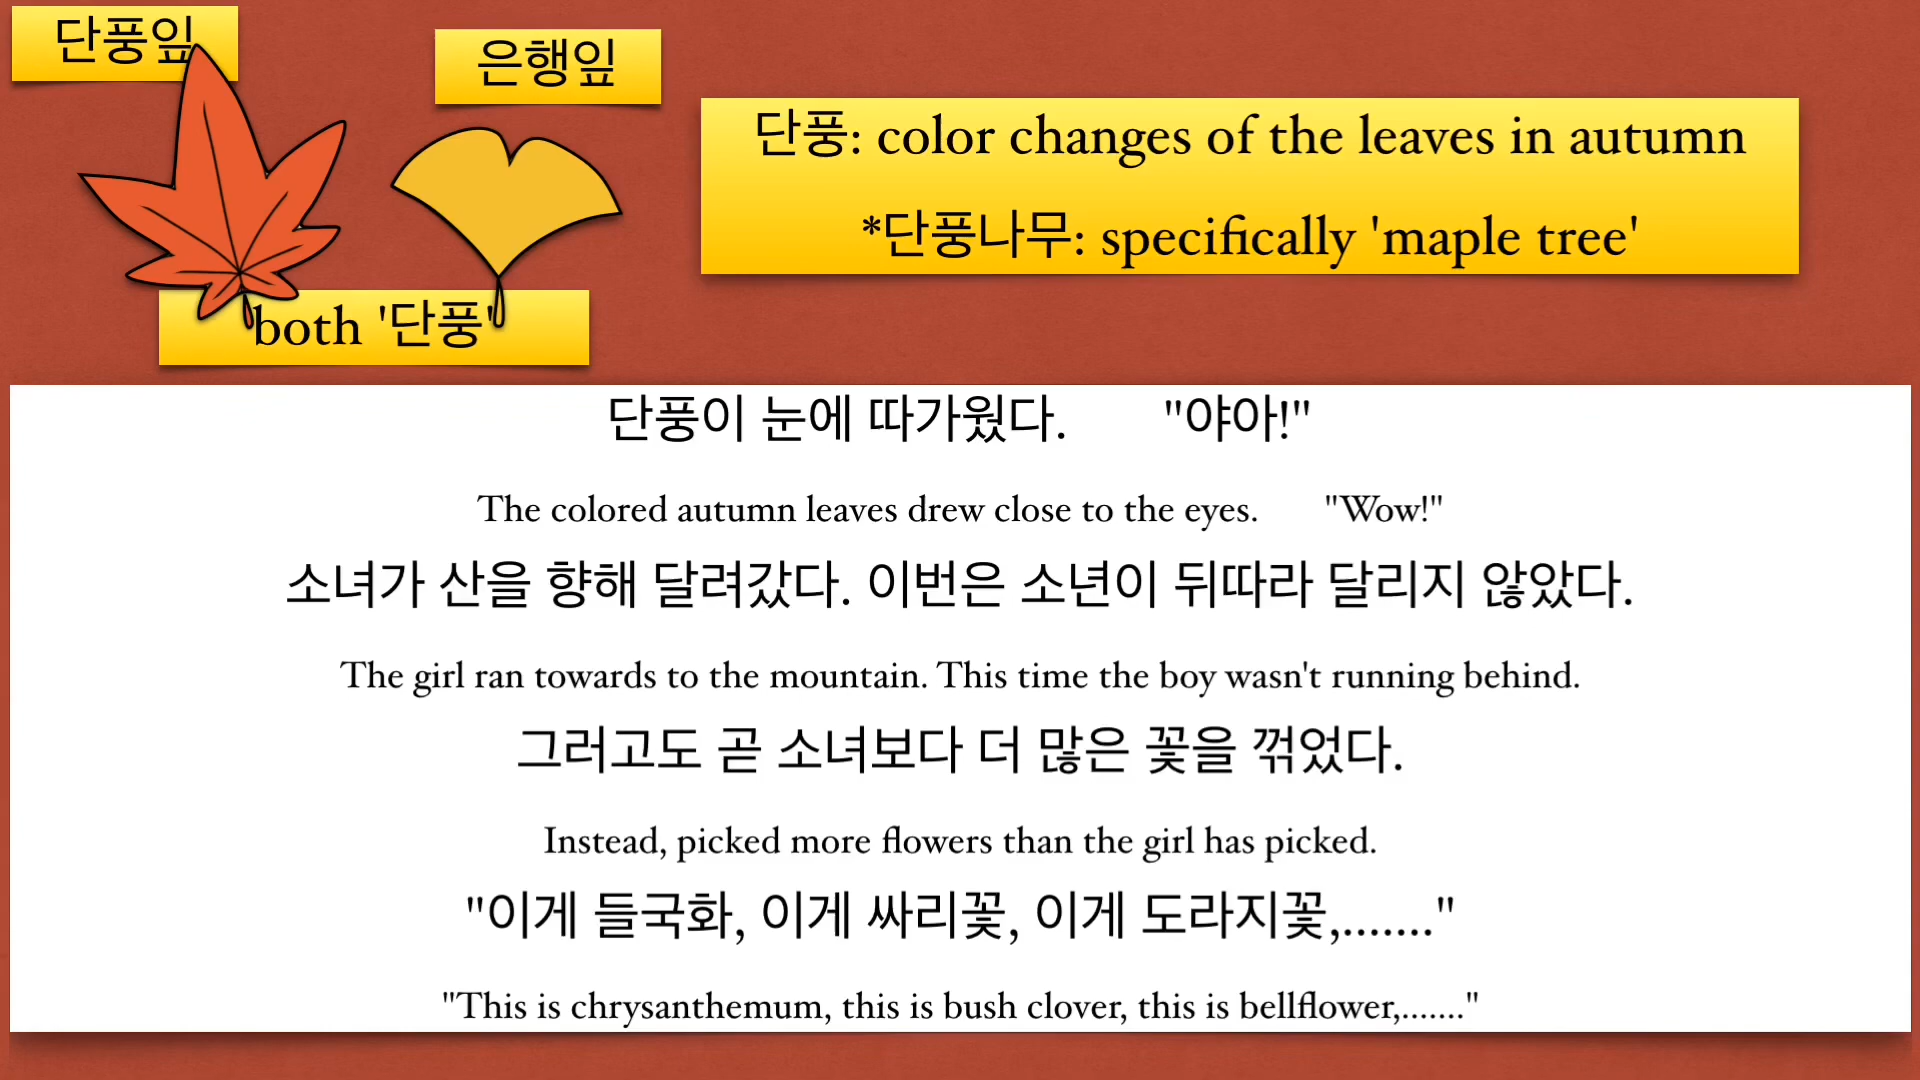 단풍잎
은행잎
단풍: color changes of the leaves in autumn
*단풍나무: specifically 'maple tree'
both '단풍'
단풍이 눈에 따가웠다. "야아!"
The colored autumn leaves drew close to the eyes. "Wow!"
소녀가 산을 향해 달려갔다. 이번은 소년이 뒤따라 달리지 않았다.
The girl ran towards to the mountain. This time the boy wasn't running behind.
그러고도 곧 소녀보다 더 많은 꽃을 꺾었다.
Instead, picked more flowers than the girl has picked.
"이게 들국화, 이게 싸리꽃, 이게 도라지꽃,......."
"This is chrysanthemum, this is bush clover, this is bellflower,......."